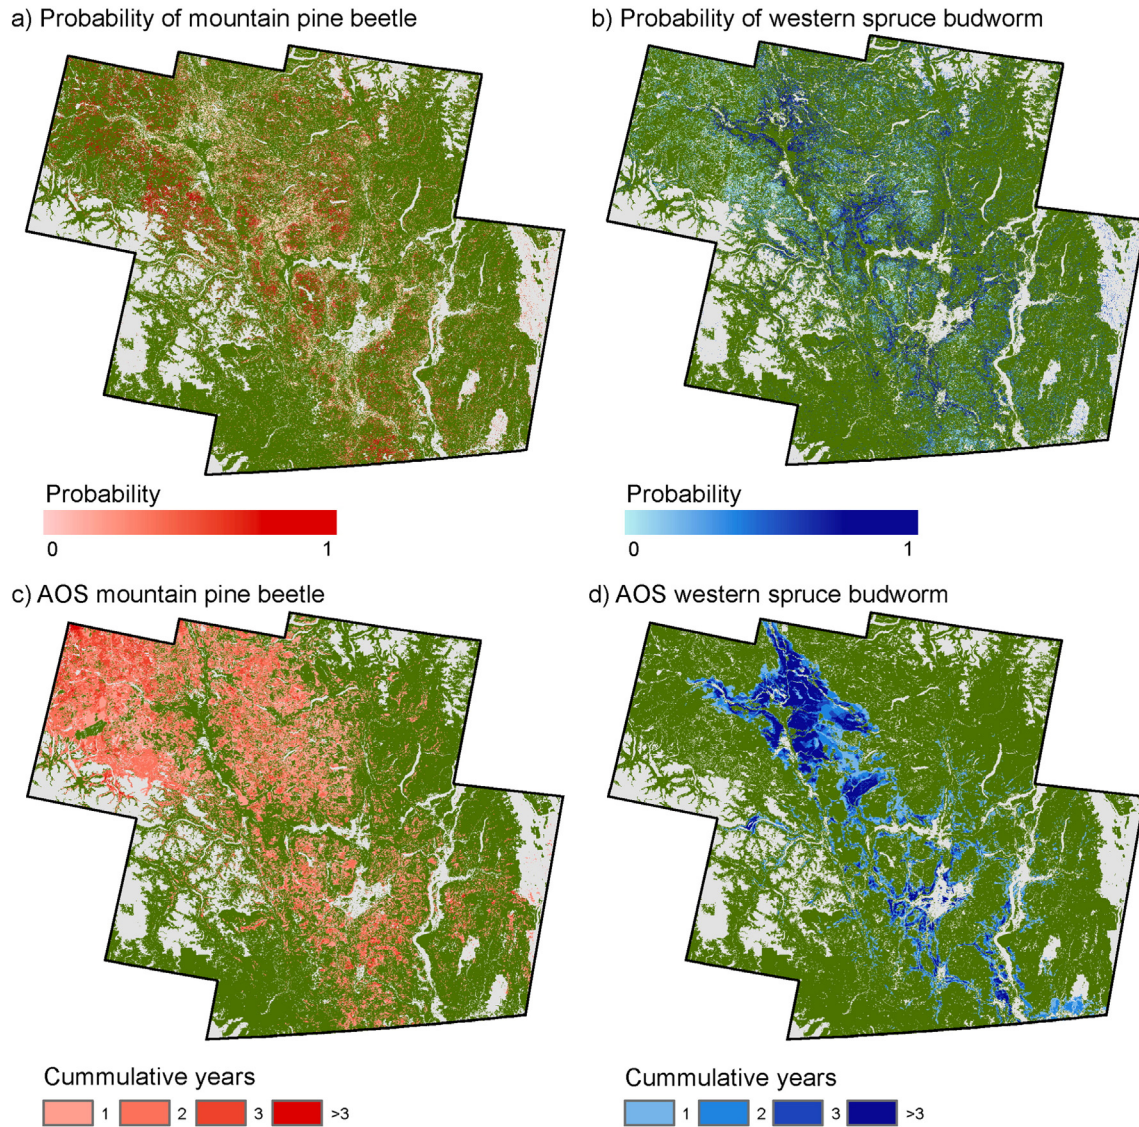 a) Probability of mountain pine beetle
b) Probability of western spruce budworm
Probability
0 1
Probability
0 1
c) AOS mountain pine beetle
d) AOS western spruce budworm
Cummulative years
1 2 3 >3
Cummulative years
1 2 3 >3